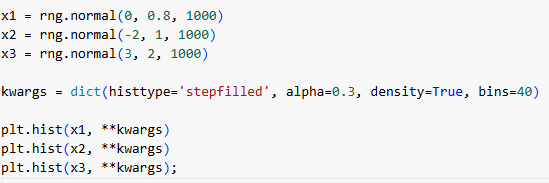 x1 = rng.normal(0, 0.8, 1000)
x2 = rng.normal(-2, 1, 1000)
x3 = rng.normal(3, 2, 1000)
kwargs = dict(histtype='stepfilled', alpha=0.3, density=True, bins=40)
plt.hist(x1, **kwargs)
plt.hist(x2, **kwargs)
plt.hist(x3, **kwargs);